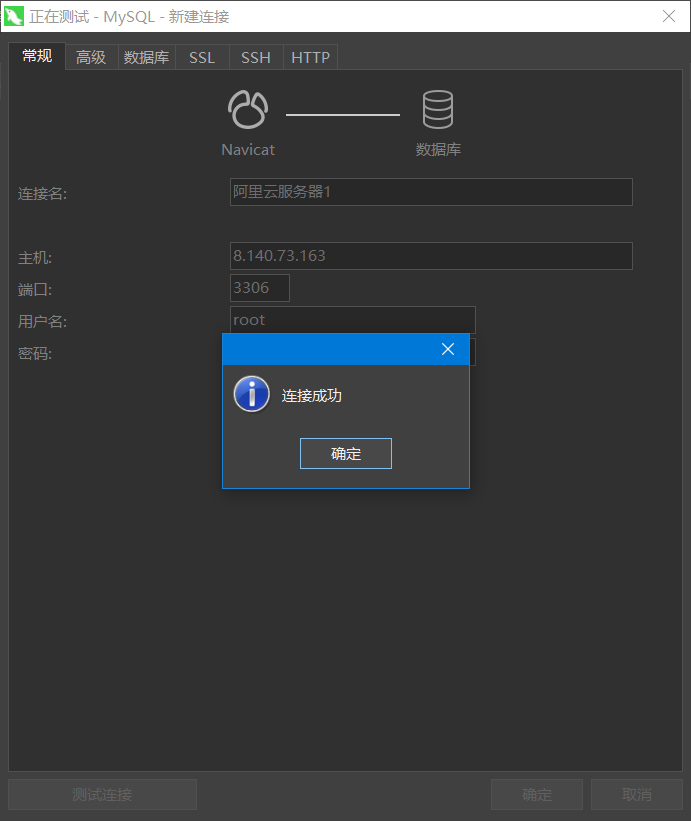 正在测试 - MySQL - 新建连接
常规 高级 数据库 SSL SSH HTTP
Navicat 数据库
连接名: 阿里云服务器1
主机: 8.140.73.163
端口: 3306
用户名: root
密码:
连接成功
确定
测试连接 确定 取消